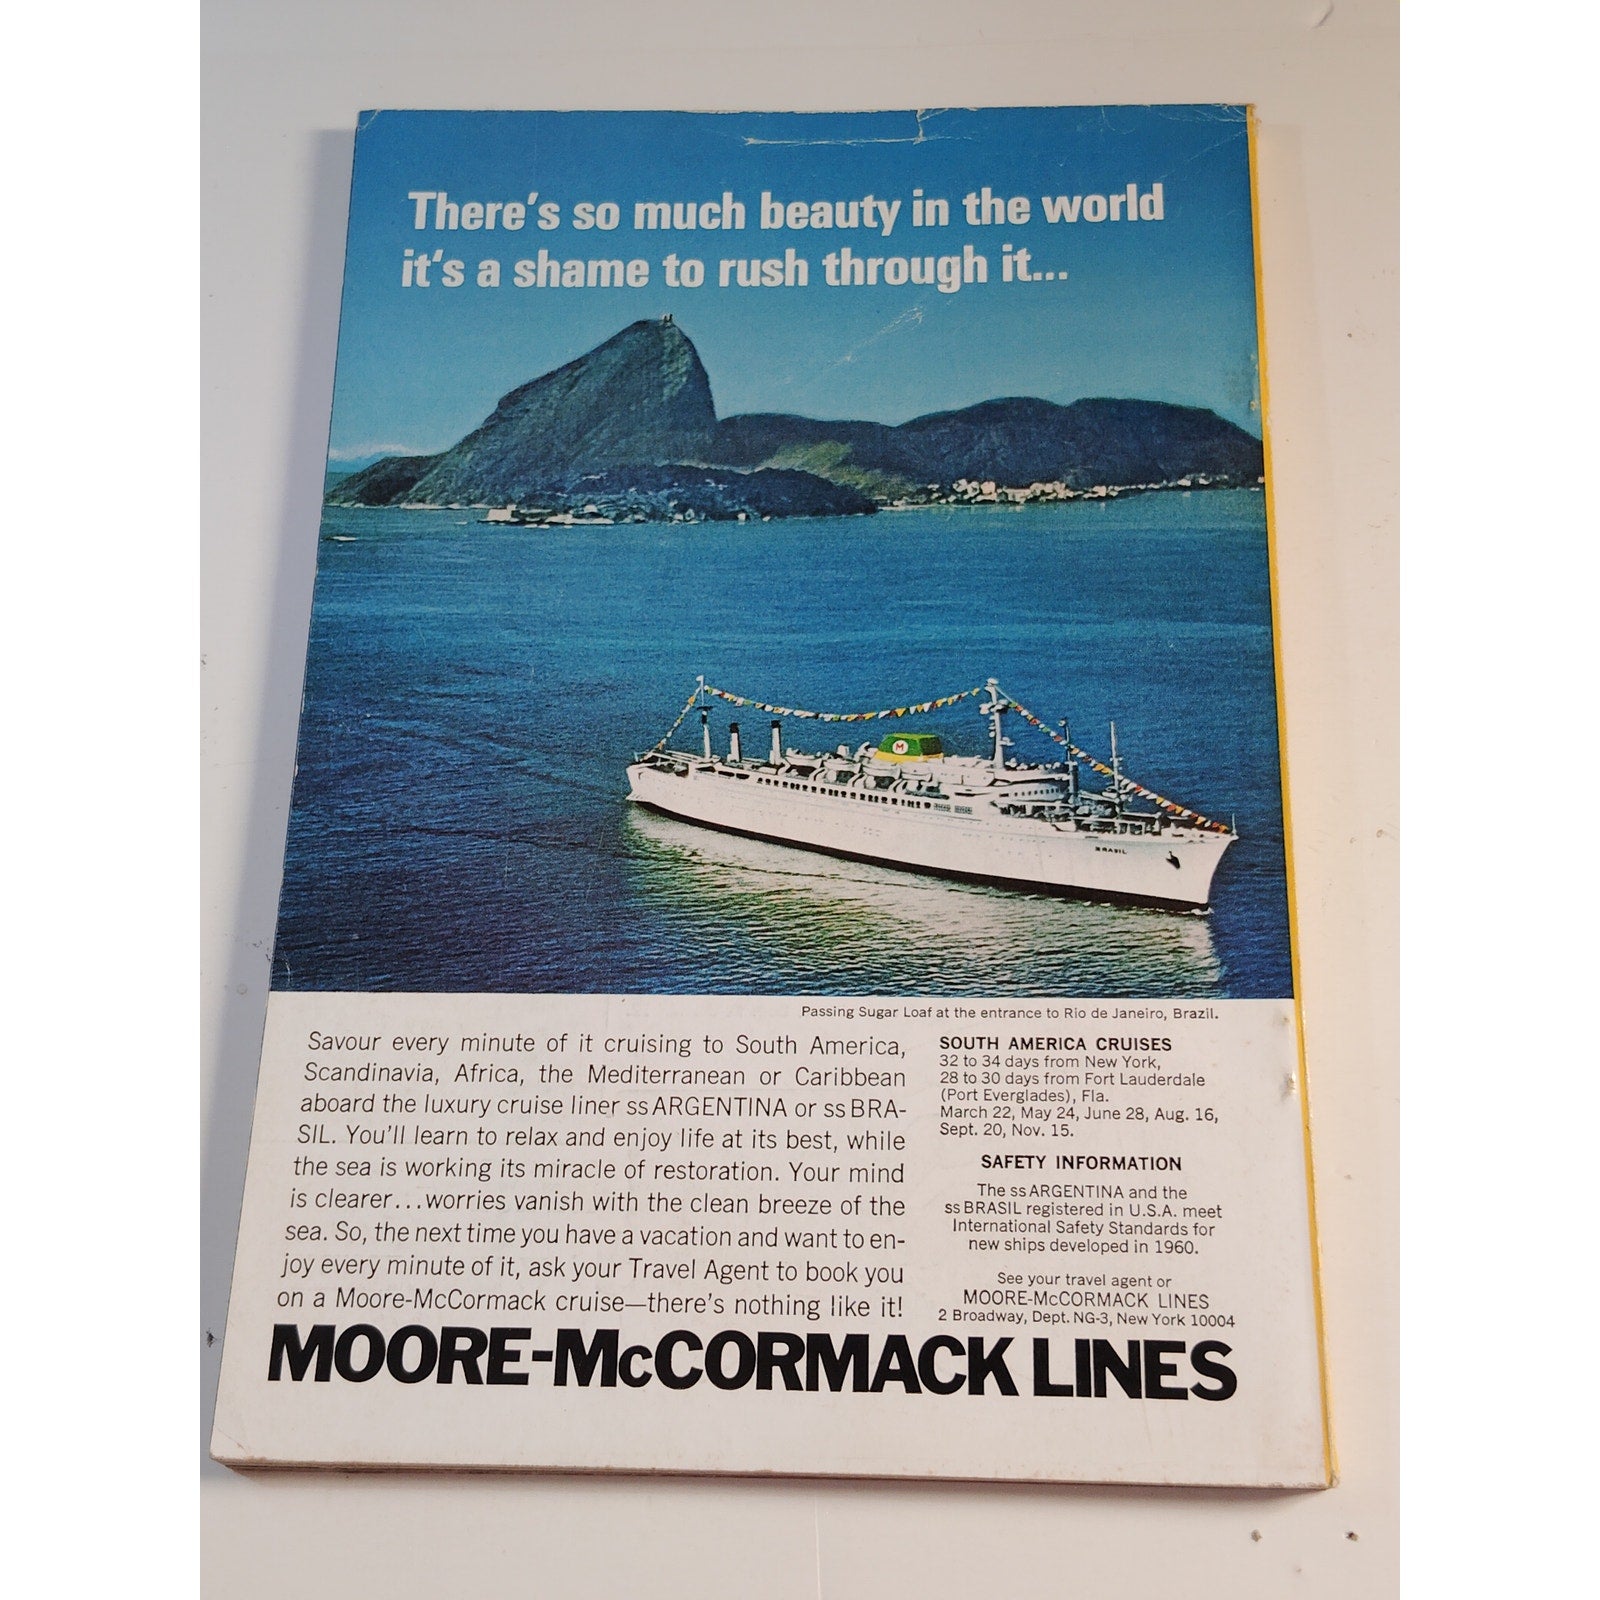 There's so much beauty in the world
it's a shame to rush through it...
M
BRASIL
Passing Sugar Loaf at the entrance to Rio de Janeiro, Brazil.
Savour every minute of it cruising to South America,
Scandinavia, Africa, the Mediterranean or Caribbean
aboard the luxury cruise liner ss ARGENTINA or ss BRA-
SIL. You'll learn to relax and enjoy life at its best, while
the sea is working its miracle of restoration. Your mind
is clearer...worries vanish with the clean breeze of the
sea. So, the next time you have a vacation and want to en-
joy every minute of it, ask your Travel Agent to book you
on a Moore-McCormack cruise—there's nothing like it!
SOUTH AMERICA CRUISES
32 to 34 days from New York,
28 to 30 days from Fort Lauderdale
(Port Everglades), Fla.
March 22, May 24, June 28, Aug. 16,
Sept. 20, Nov. 15.
SAFETY INFORMATION
The ss ARGENTINA and the
ss BRASIL registered in U.S.A. meet
International Safety Standards for
new ships developed in 1960.
See your travel agent or
MOORE-McCORMACK LINES
2 Broadway, Dept. NG-3, New York 10004
MOORE-McCORMACK LINES